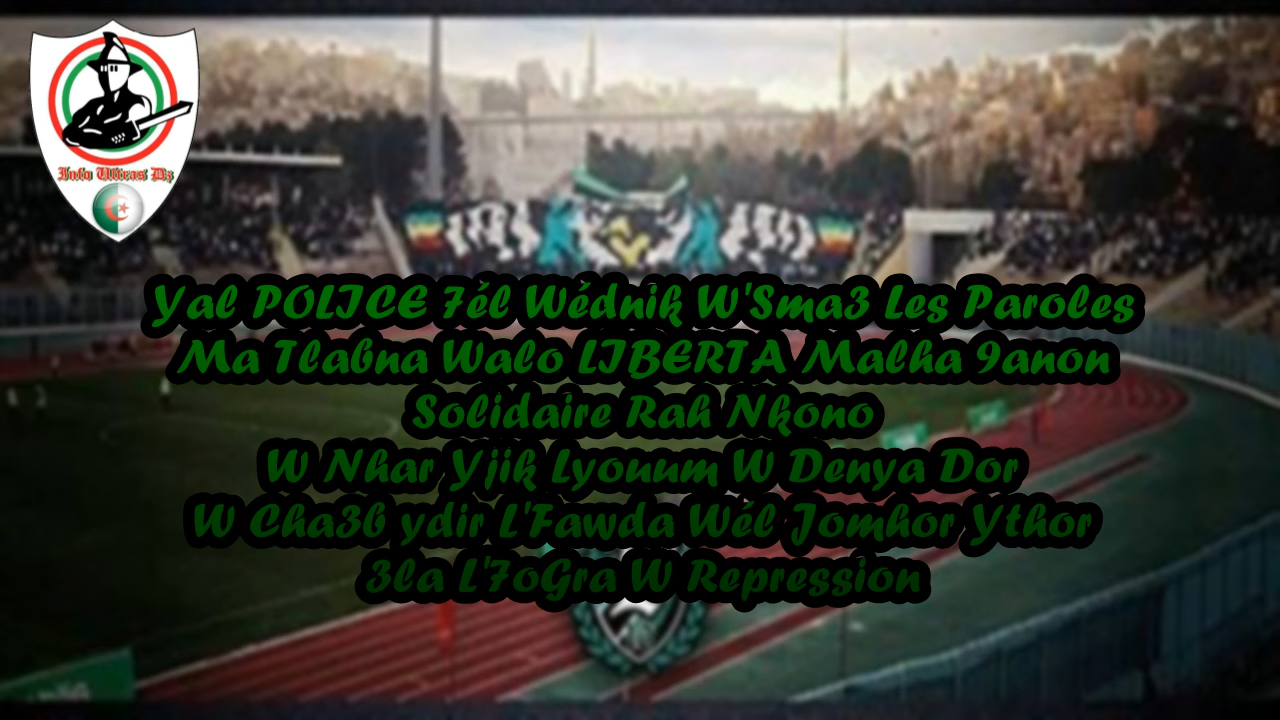 Info Ultras Dz
Yal POLICE 7él Wédnik W'Sma3 Les Paroles
Ma Tlabna Walo LIBERTA Malha 9anon
Solidaire Rah Nkono
W Nhar Yjik Lyouum W Denya Dor
W Cha3b ydir L'Fawda Wél Jomhor Ythor
3la L'7oGra W Repression